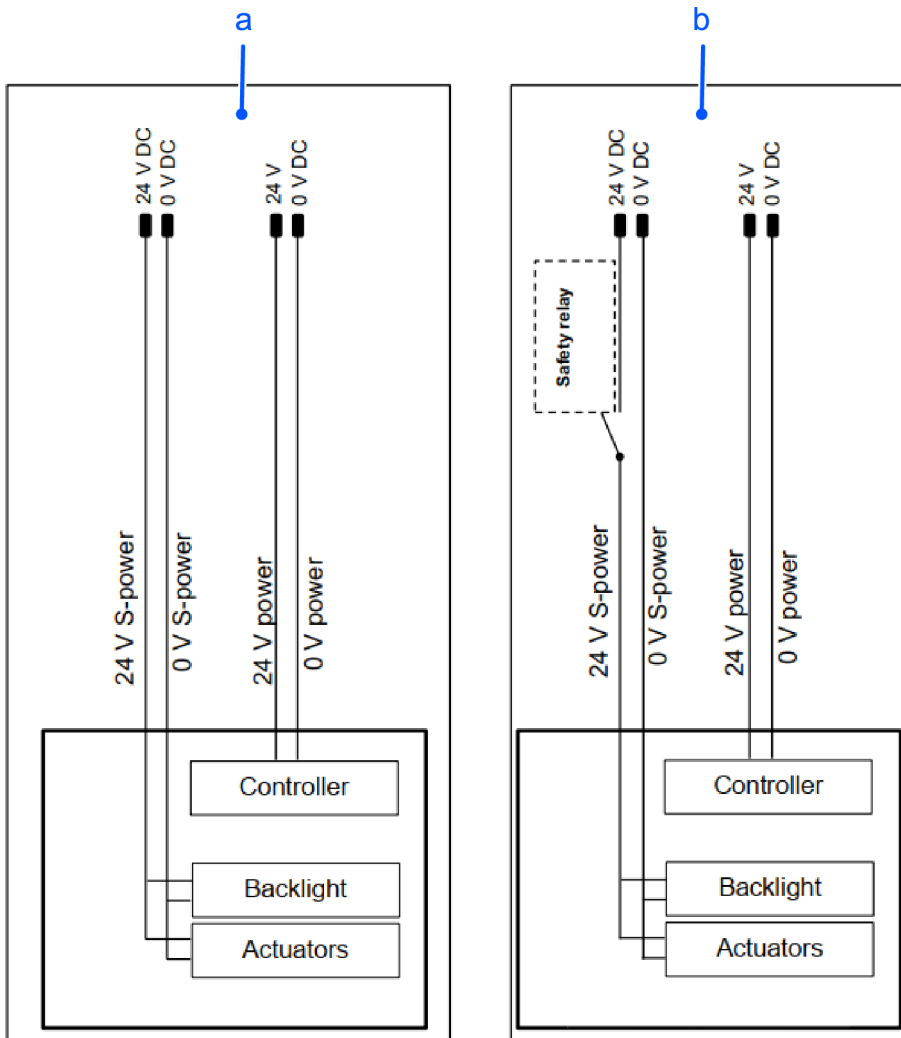 a
24 V DC
0 V DC
24 V
0 V DC
24 V S-power
0 V S-power
24 V power
0 V power
Controller
Backlight
Actuators
b
24 V DC
0 V DC
24 V
0 V DC
Safety relay
24 V S-power
0 V S-power
24 V power
0 V power
Controller
Backlight
Actuators